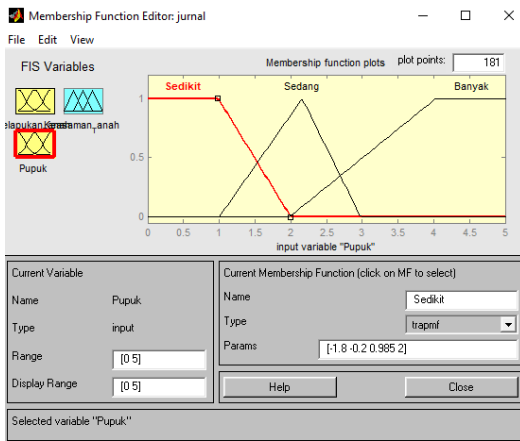 Membership Function Editor: jurnal
File Edit View
FIS Variables
Membership function plots
plot points:
181
Sedikit
Sedang
Banyak
1
0.5
0
0 0.5 1 1.5 2 2.5 3 3.5 4 4.5 5
input variable "Pupuk"
Pupuk
Current Variable
Name
Pupuk
Type
input
Range
[0 5]
Display Range
[0 5]
Current Membership Function (click on MF to select)
Name
Sedikit
Type
trapmf
Params
[-1.8 -0.2 0.985 2]
Help
Close
Selected variable "Pupuk"